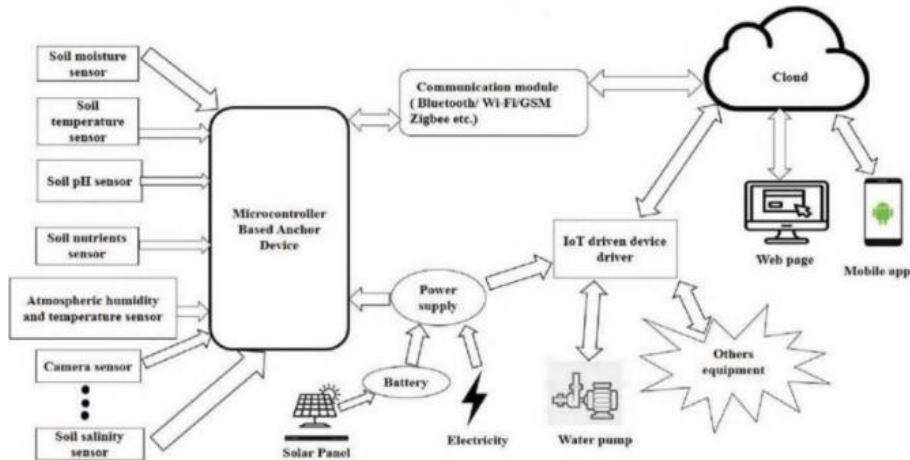 Soil moisture
sensor
Soil
temperature
sensor
Soil pH sensor
Soil nutrients
sensor
Atmospheric humidity
and temperature sensor
Camera sensor
Soil salinity
sensor
Microcontroller
Based Anchor
Device
Communication module
( Bluetooth/ Wi-Fi/GSM
Zigbee etc.)
Cloud
Web page
Mobile app
IoT driven device
driver
Power
supply
Battery
Solar Panel
Electricity
Water pump
Others
equipment